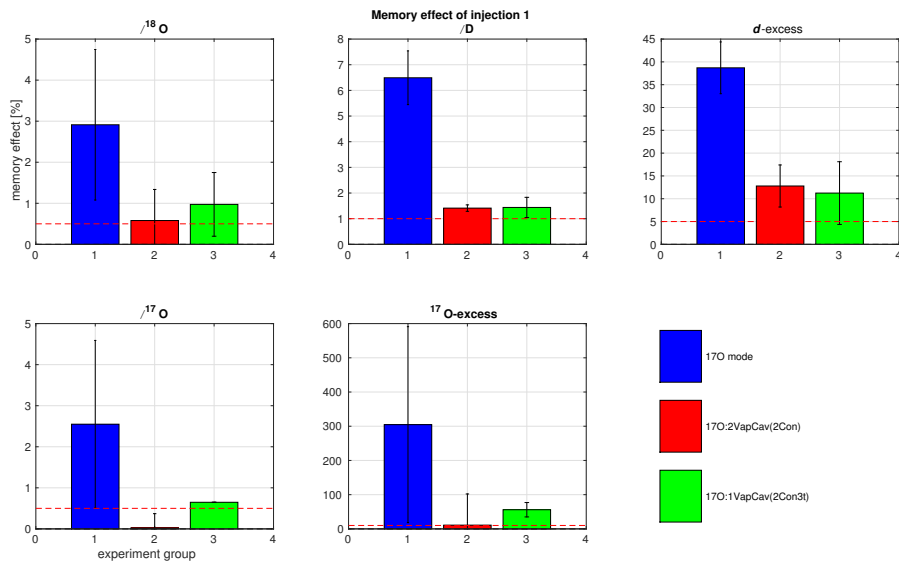 Memory effect of injection 1
/18 O
/D
d-excess
memory effect [%]
5
4
3
2
1
0
0 1 2 3 4
8
7
6
5
4
3
2
1
0
0 1 2 3 4
45
40
35
30
25
20
15
10
5
0
0 1 2 3 4
/17 O
17 O-excess
5
4
3
2
1
0
0 1 2 3 4
experiment group
600
500
400
300
200
100
0
0 1 2 3 4
17O mode
17O:2VapCav(2Con)
17O:1VapCav(2Con3t)